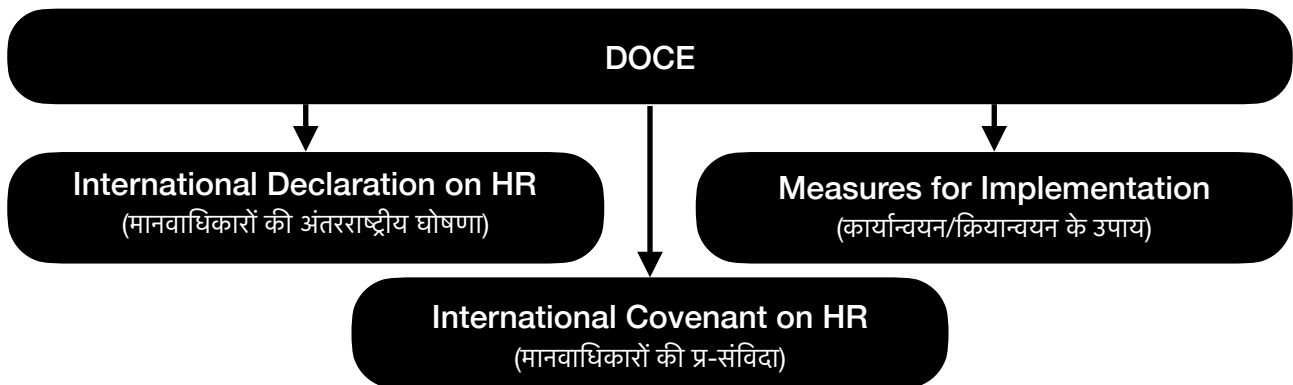 DOCE
International Declaration on HR
(मानवाधिकारों की अंतरराष्ट्रीय घोषणा)
Measures for Implementation
(कार्यान्वयन/क्रियान्वयन के उपाय)
International Covenant on HR
(मानवाधिकारों की प्र-संविदा)